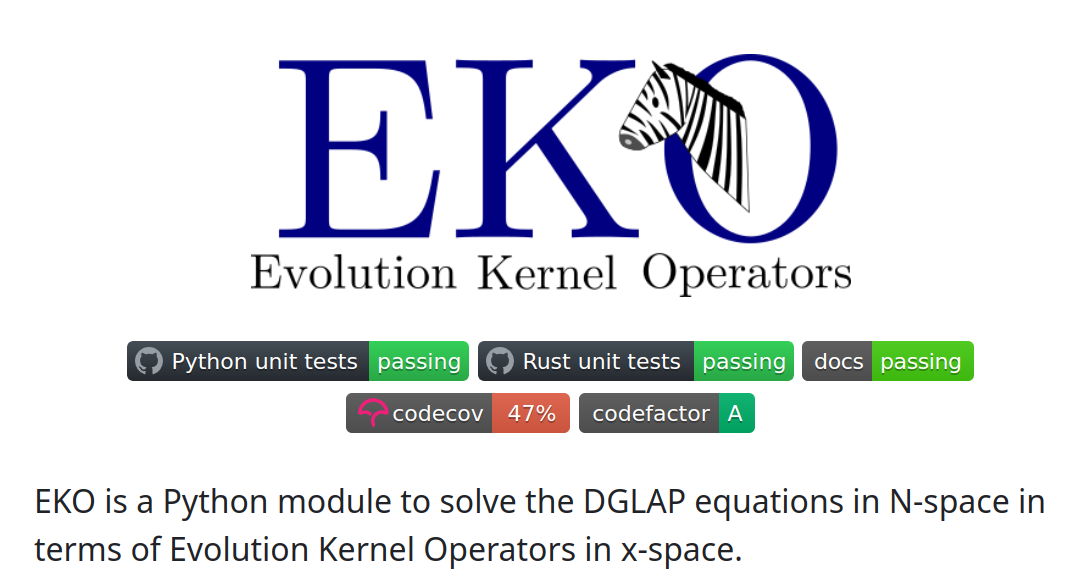 EKO
Evolution Kernel Operators
Python unit tests passing Rust unit tests passing docs passing
codecov 47% codefactor A
EKO is a Python module to solve the DGLAP equations in N-space in
terms of Evolution Kernel Operators in x-space.